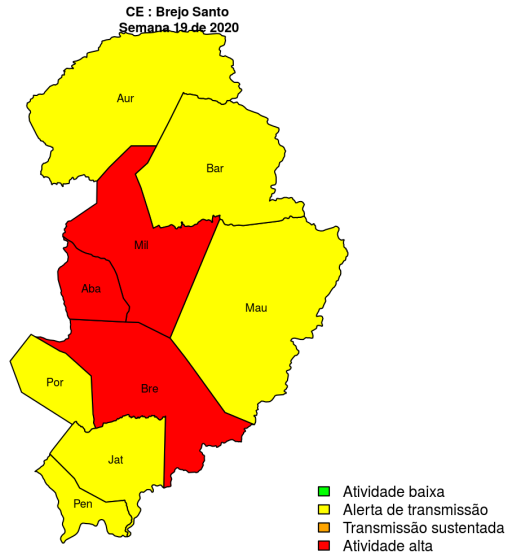 CE : Brejo Santo
Semana 19 de 2020
Aur
Bar
Mil
Aba
Mau
Por
Bre
Jat
Pen
Atividade baixa
Alerta de transmissão
Transmissão sustentada
Atividade alta